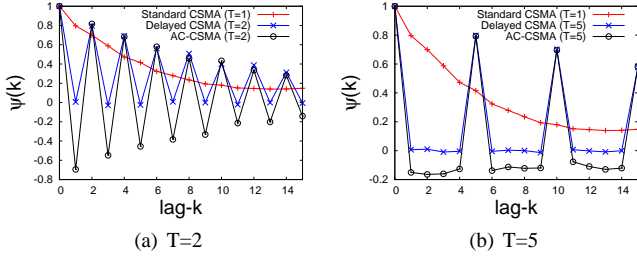 Standard CSMA (T=1)
Delayed CSMA (T=2)
AC-CSMA (T=2)
1
0.8
0.6
0.4
0.2
0
-0.2
-0.4
-0.6
-0.8
ψ(k)
0 2 4 6 8 10 12 14
lag-k
(a) T=2
Standard CSMA (T=1)
Delayed CSMA (T=5)
AC-CSMA (T=5)
1
0.8
0.6
0.4
0.2
0
-0.2
ψ(k)
0 2 4 6 8 10 12 14
lag-k
(b) T=5